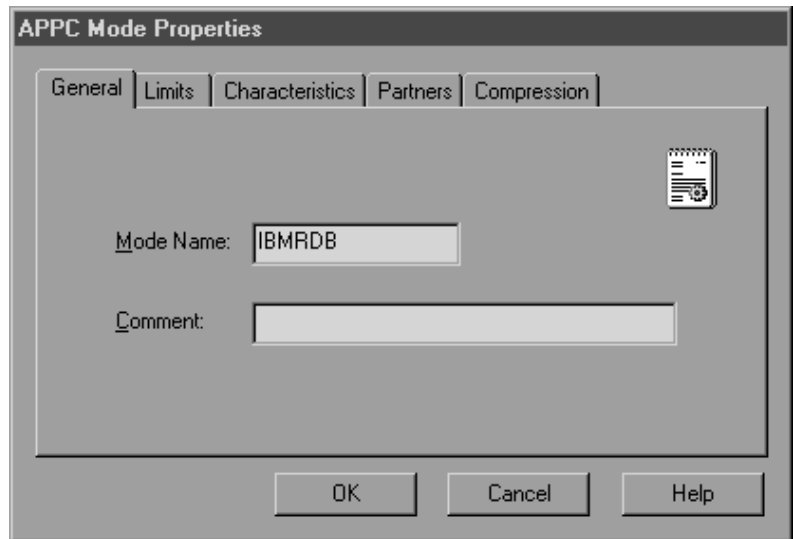 APPC Mode Properties
General Limits Characteristics Partners Compression
Mode Name: IBMRDB
Comment:
OK Cancel Help